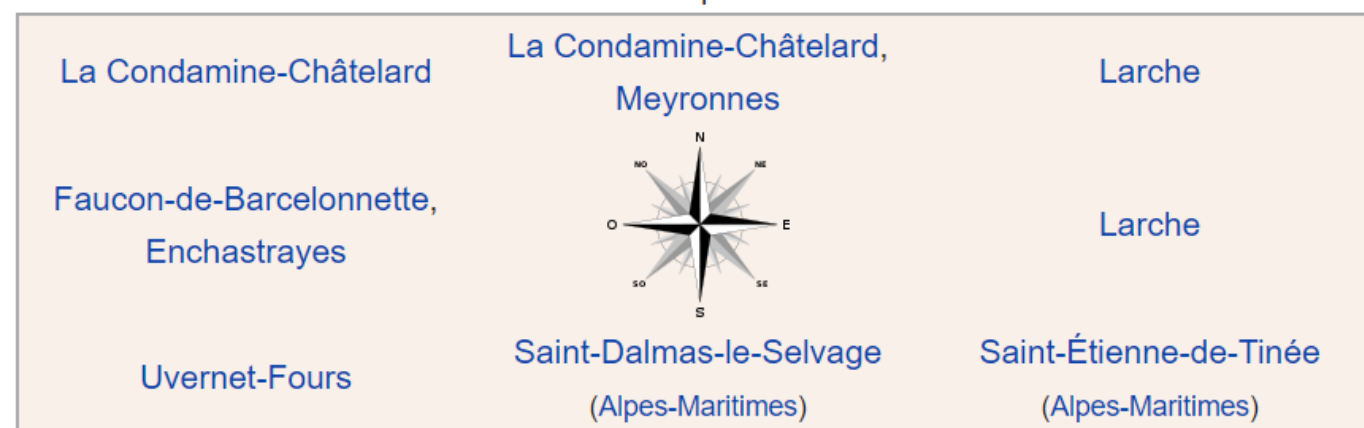 La Condamine-Châtelard
La Condamine-Châtelard,
Meyronnes
Larche
N
NO
NE
Faucon-de-Barcelonnette,
Enchastrayes
O
E
Larche
SO
SE
S
Uvernet-Fours
Saint-Dalmas-le-Selvage
(Alpes-Maritimes)
Saint-Étienne-de-Tinée
(Alpes-Maritimes)